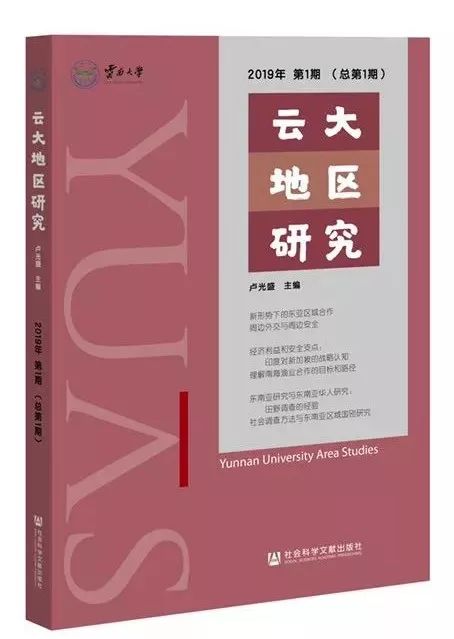 云南大学
2019年 第1期 （总第1期）
云大
地区
研究
卢光盛 主编
新形势下的东亚区域合作
周边外交与周边安全
经济利益和安全支点：
印度对新加坡的战略认知
理解南海渔业合作的目标和路径
东南亚研究与东南亚华人研究：
田野调查的经验
社会调查方法与东南亚区域国别研究
Yunnan University Area Studies
YUAS
社会科学文献出版社
SOCIAL SCIENCES ACADEMIC PRESS (CHINA)
云大地区研究
卢光盛 主编
2019年 第1期 （总第1期）